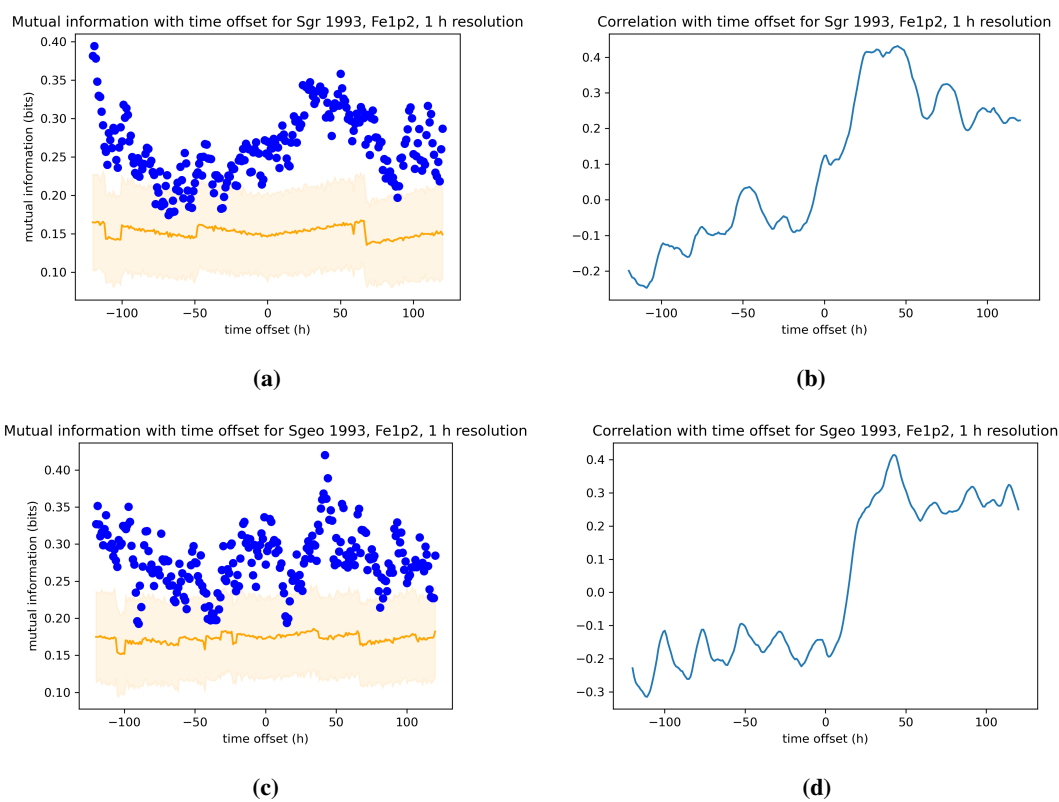 Mutual information with time offset for Sgr 1993, Fe1p2, 1 h resolution
0.40
0.35
0.30
0.25
0.20
0.15
0.10
mutual information (bits)
−100 −50 0 50 100
time offset (h)
(a)
Correlation with time offset for Sgr 1993, Fe1p2, 1 h resolution
0.4
0.3
0.2
0.1
0.0
−0.1
−0.2
−100 −50 0 50 100
time offset (h)
(b)
Mutual information with time offset for Sgeo 1993, Fe1p2, 1 h resolution
0.40
0.35
0.30
0.25
0.20
0.15
0.10
mutual information (bits)
−100 −50 0 50 100
time offset (h)
(c)
Correlation with time offset for Sgeo 1993, Fe1p2, 1 h resolution
0.4
0.3
0.2
0.1
0.0
−0.1
−0.2
−0.3
−100 −50 0 50 100
time offset (h)
(d)